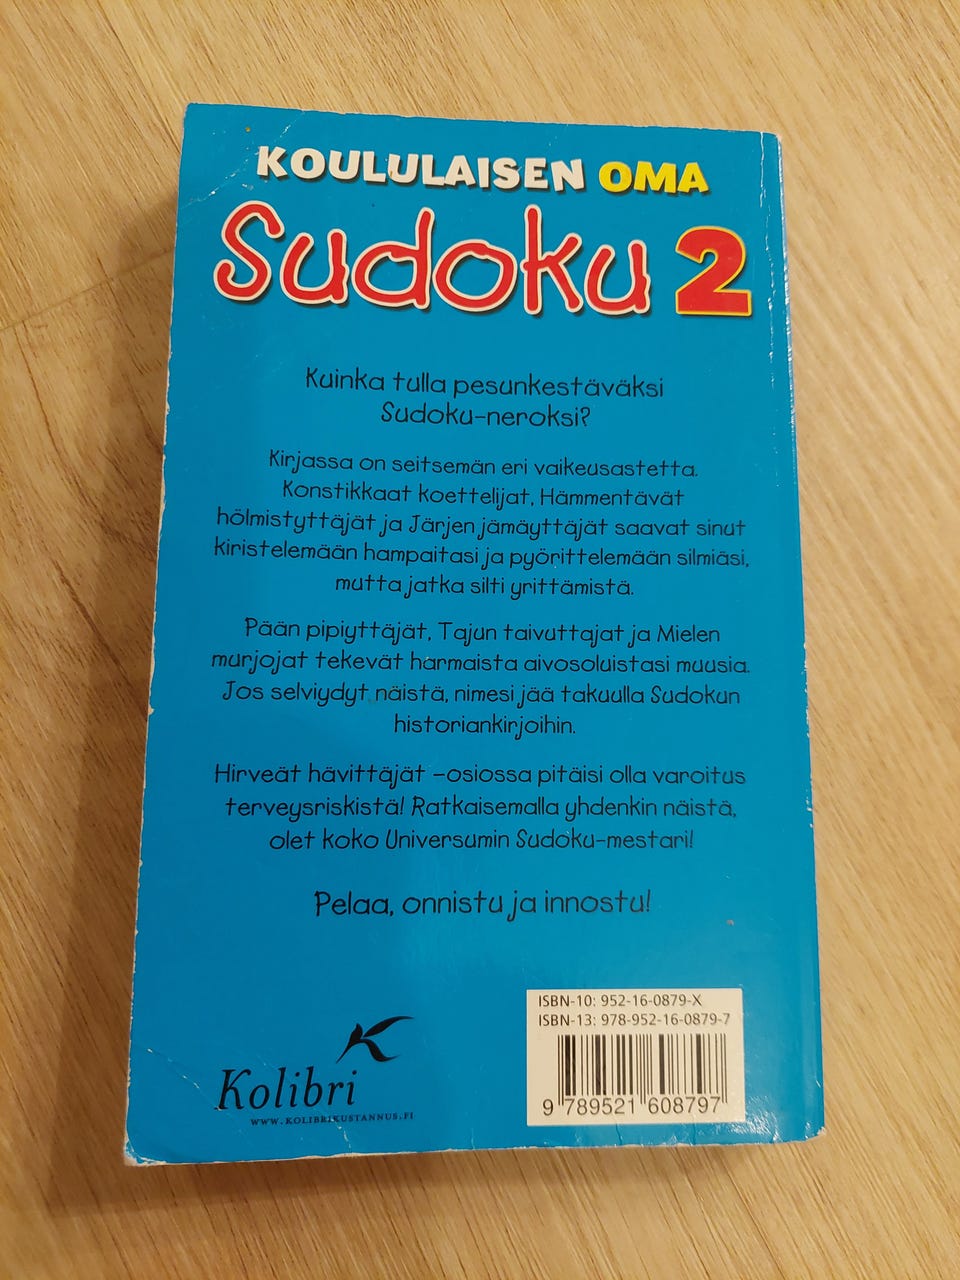 KOULULAISEN OMA
Sudoku 2
Kuinka tulla pesunkestäväksi
Sudoku-neroksi?
Kirjassa on seitsemän eri vaikeusastetta.
Konstikkaat koettelijat, Hämmentävät
hölmistyttäjät ja Järjen jämäyttäjät saavat sinut
kiristelemään hampaitasi ja pyörittelemään silmiäsi,
mutta jatka silti yrittämistä.
Pään pipiyttäjät, Tajun taivuttajat ja Mielen
murjojat tekevät harmaista aivosoluistasi muusia.
Jos selviydyt näistä, nimesi jää takuulla Sudokun
historiankirjoihin.
Hirveät hävittäjät –osiossa pitäisi olla varoitus
terveysriskistä! Ratkaisemalla yhdenkin näistä,
olet koko Universumin Sudoku-mestari!
Pelaa, onnistu ja innostu!
ISBN-10: 952-16-0879-X
ISBN-13: 978-952-16-0879-7
9 789521 608797
Kolibri
WWW.KOLIBRIKUSTANNUS.FI